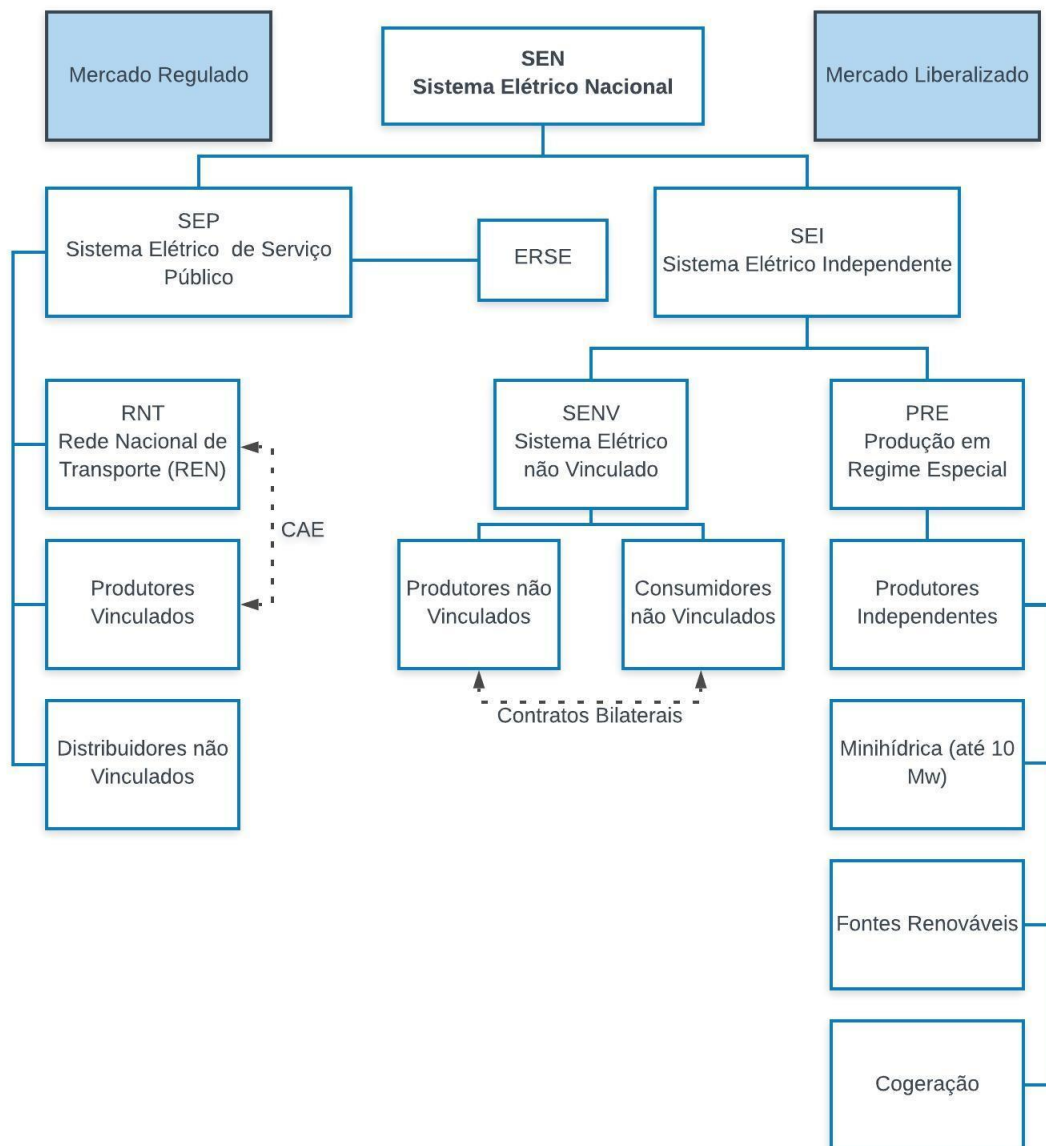 Mercado Regulado
SEN
Sistema Elétrico Nacional
Mercado Liberalizado
SEP
Sistema Elétrico de Serviço
Público
ERSE
SEI
Sistema Elétrico Independente
RNT
Rede Nacional de
Transporte (REN)
SENV
Sistema Elétrico
não Vinculado
PRE
Produção em
Regime Especial
CAE
Produtores
Vinculados
Produtores não
Vinculados
Consumidores
não Vinculados
Produtores
Independentes
Contratos Bilaterais
Distribuidores não
Vinculados
Minihídrica (até 10
Mw)
Fontes Renováveis
Cogeração